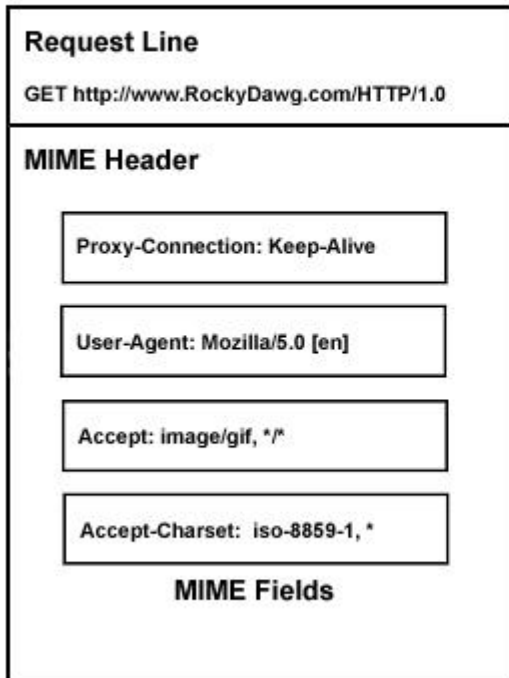 Request Line
GET http://www.RockyDawg.com/HTTP/1.0
MIME Header
Proxy-Connection: Keep-Alive
User-Agent: Mozilla/5.0 [en]
Accept: image/gif, */*
Accept-Charset: iso-8859-1, *
MIME Fields